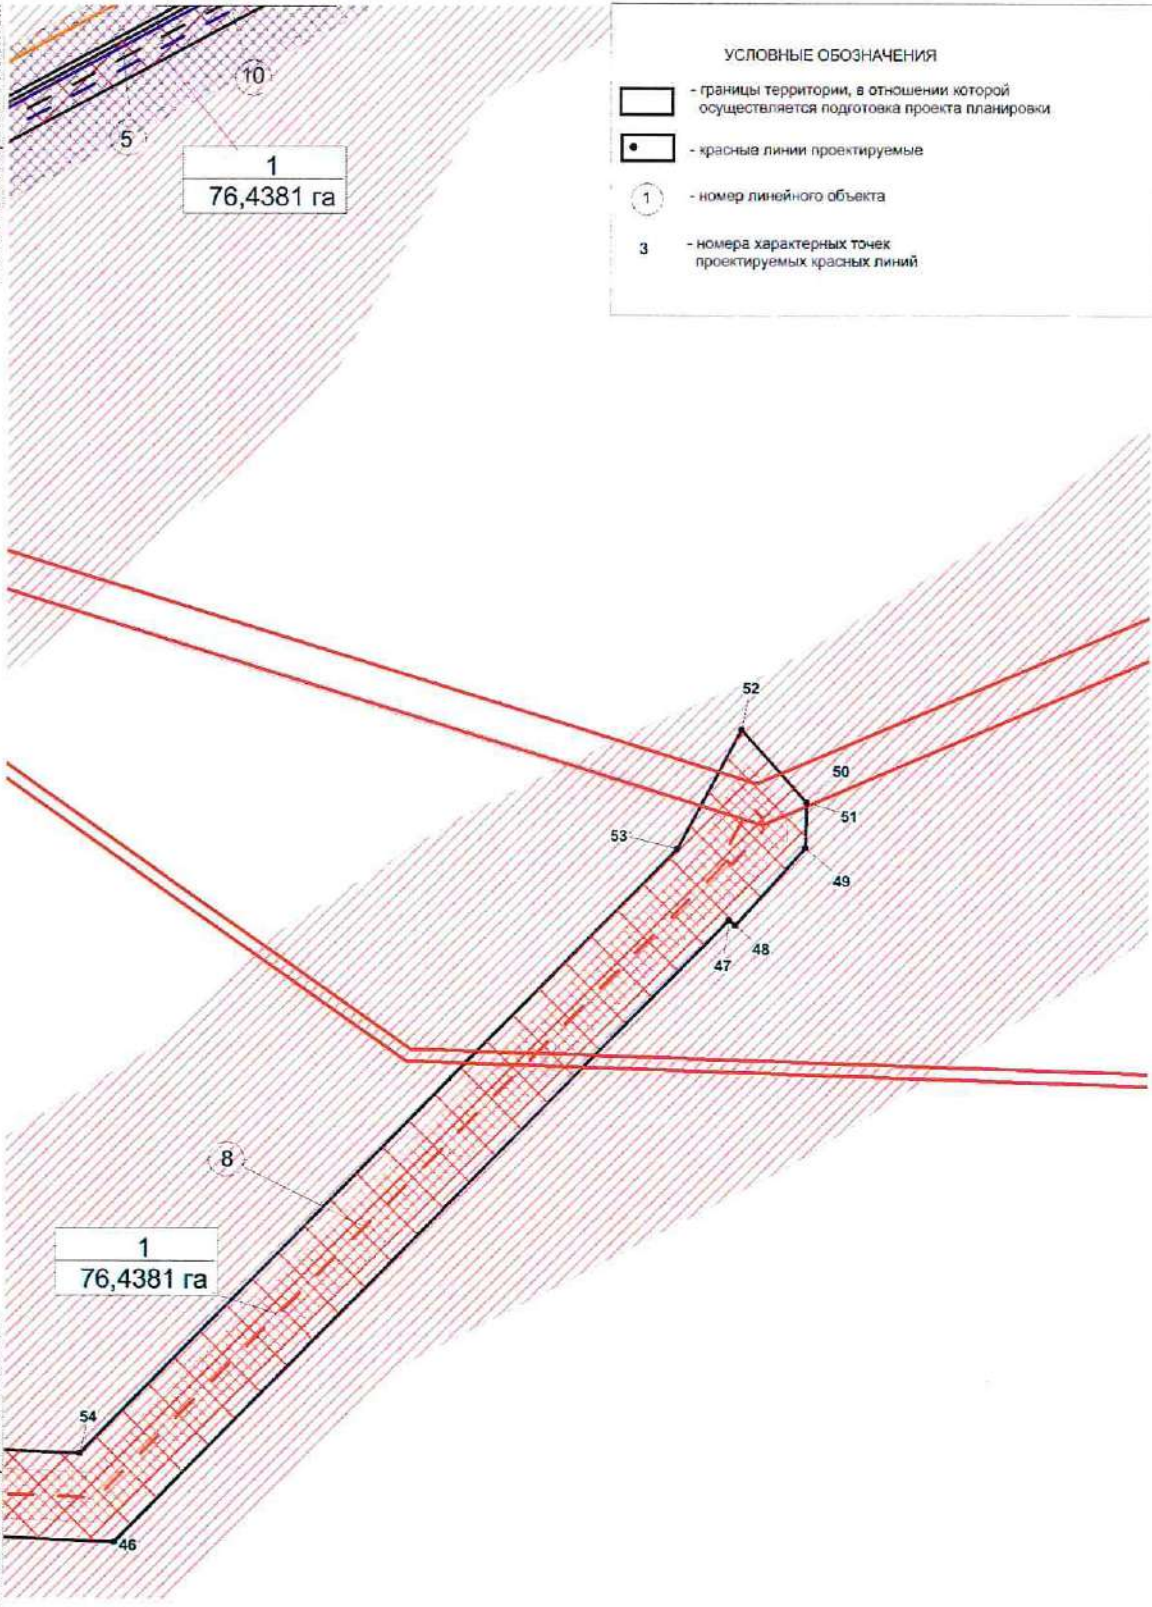 УСЛОВНЫЕ ОБОЗНАЧЕНИЯ
- границы территории, в отношении которой
осуществляется подготовка проекта планировки
- красные линии проектируемые
1 - номер линейного объекта
3 - номера характерных точек
проектируемых красных линий
10
5
1
76,4381 га
52
50
51
53
49
48
47
8
1
76,4381 га
54
46